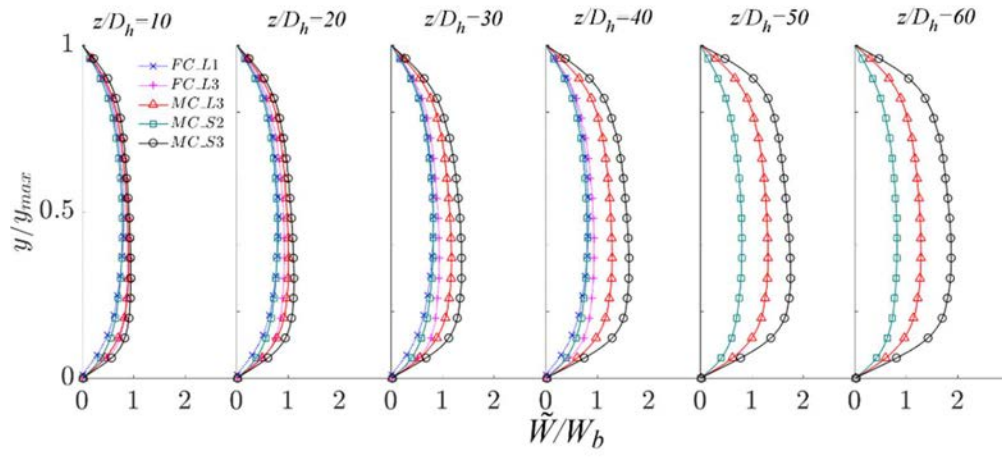 z/D_h=10 z/D_h=20 z/D_h=30 z/D_h=40 z/D_h=50 z/D_h=60
1
FC_L1
FC_L3
MC_L3
MC_S2
MC_S3
y/y_max
0.5
0
0 1 2 0 1 2 0 1 2 0 1 2 0 1 2 0 1 2
W̃/W_b